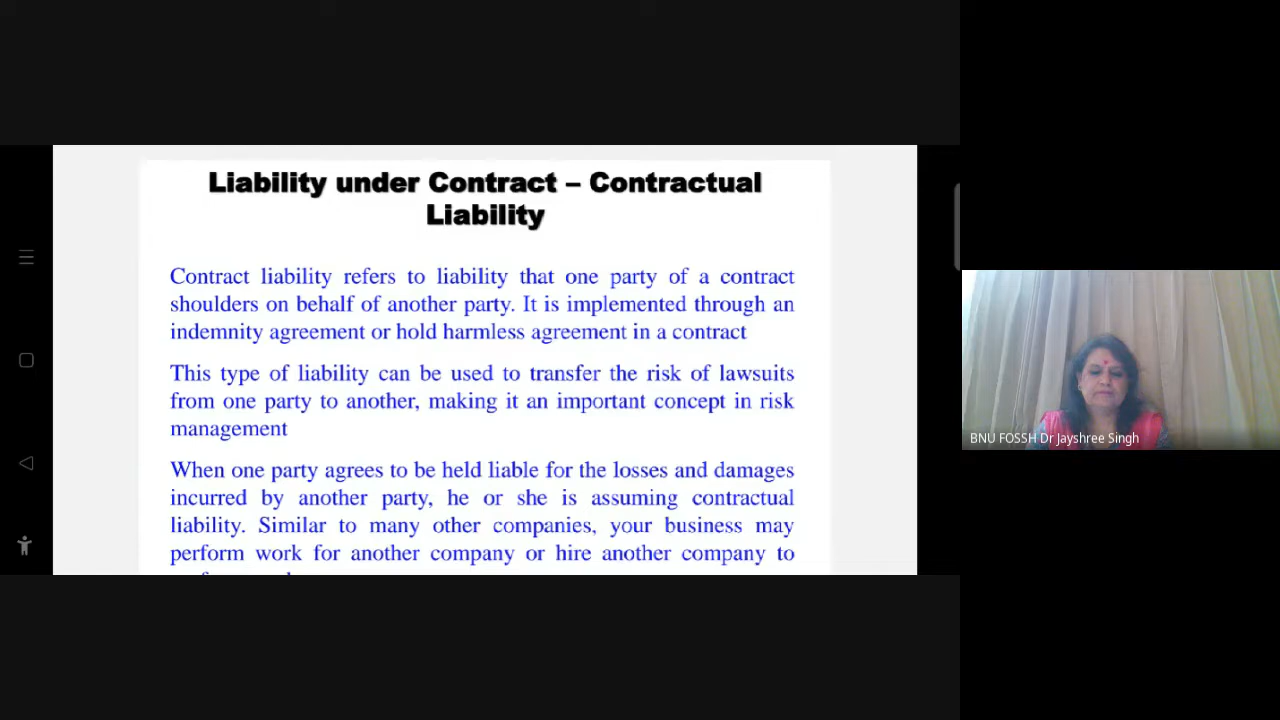 Liability under Contract – Contractual
Liability
Contract liability refers to liability that one party of a contract
shoulders on behalf of another party. It is implemented through an
indemnity agreement or hold harmless agreement in a contract
This type of liability can be used to transfer the risk of lawsuits
from one party to another, making it an important concept in risk
management
When one party agrees to be held liable for the losses and damages
incurred by another party, he or she is assuming contractual
liability. Similar to many other companies, your business may
perform work for another company or hire another company to
BNU FOSSH Dr Jayshree Singh